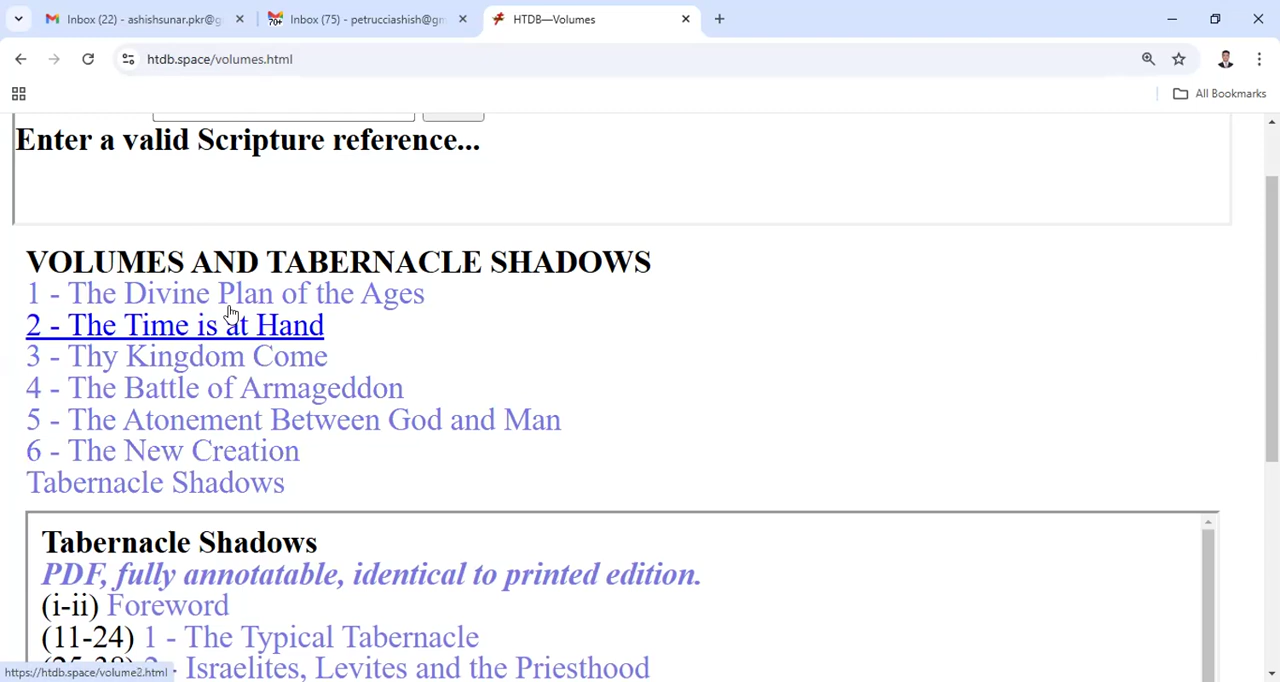 Inbox (22) - ashishsunar.pkr@g
Inbox (75) - petrucciashish@gm
HTDB—Volumes
htdb.space/volumes.html
All Bookmarks
Enter a valid Scripture reference...
VOLUMES AND TABERNACLE SHADOWS
1 - The Divine Plan of the Ages
2 - The Time is at Hand
3 - Thy Kingdom Come
4 - The Battle of Armageddon
5 - The Atonement Between God and Man
6 - The New Creation
Tabernacle Shadows
Tabernacle Shadows
PDF, fully annotatable, identical to printed edition.
(i-ii) Foreword
(11-24) 1 - The Typical Tabernacle
(25-38) 2 - Israelites, Levites and the Priesthood
https://htdb.space/volume2.html